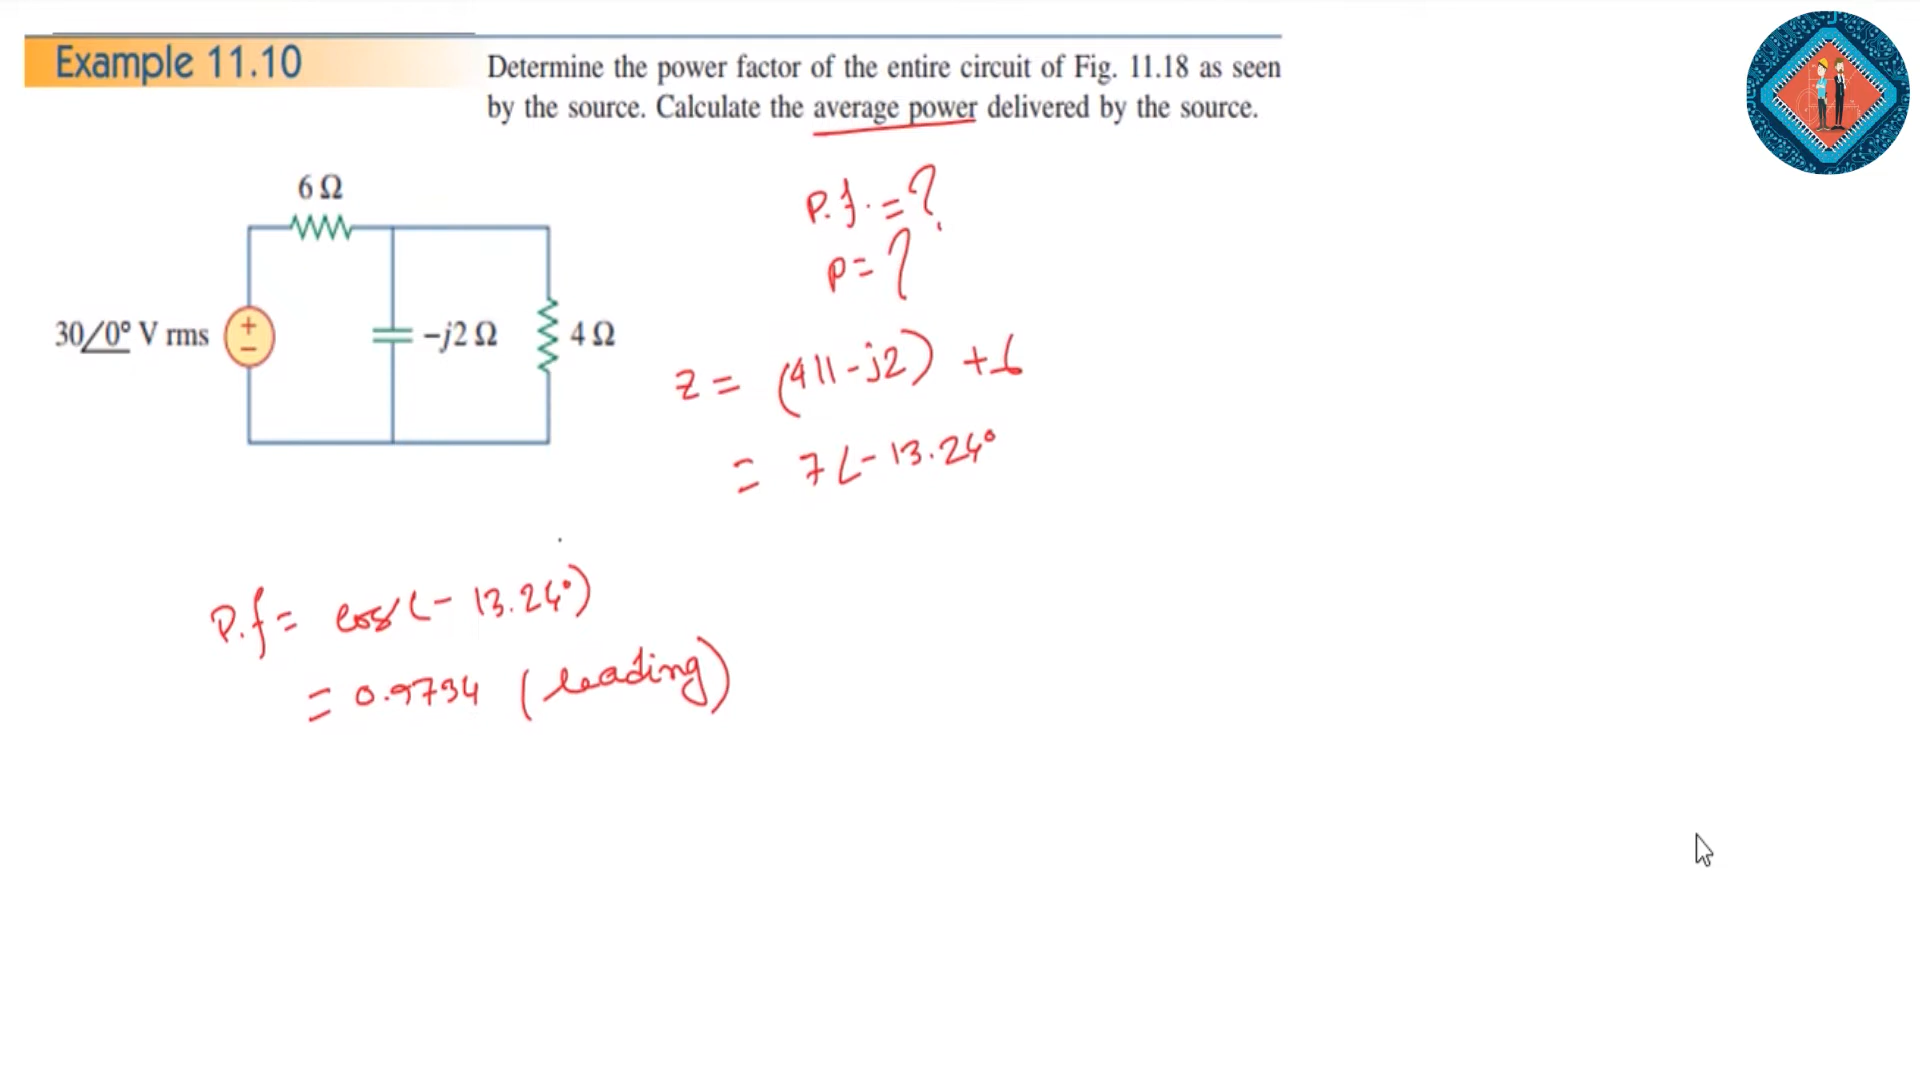 Example 11.10
Determine the power factor of the entire circuit of Fig. 11.18 as seen
by the source. Calculate the average power delivered by the source.
P.f. = ?
P = ?
6 Ω
30∠0° V rms
+
−
−j2 Ω
4 Ω
Z = (4 || -j2) + 6
= 7 ∠-13.24°
P.f = cos(-13.24°)
= 0.9734 (leading)